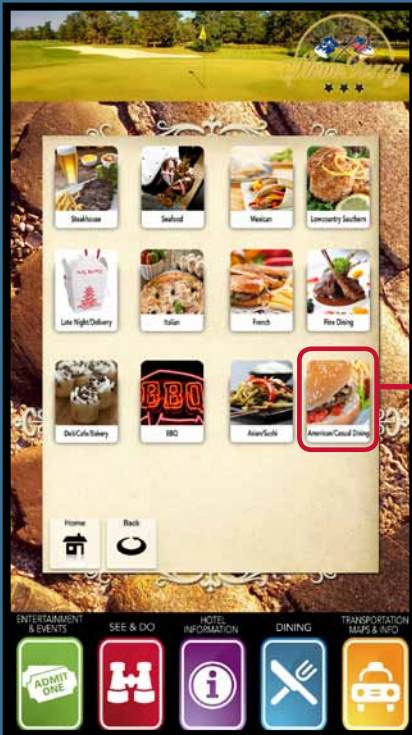 Steakhouse
Seafood
Mexican
Lowcountry Southern
Late Night/Delivery
Italian
French
Fine Dining
Deli/Cafe/Bakery
BBQ
BBQ
Asian/Sushi
American/Casual Dining
Home
Back
ENTERTAINMENT
& EVENTS
SEE & DO
HOTEL
INFORMATION
DINING
TRANSPORTATION
MAPS & INFO
ADMIT
ONE